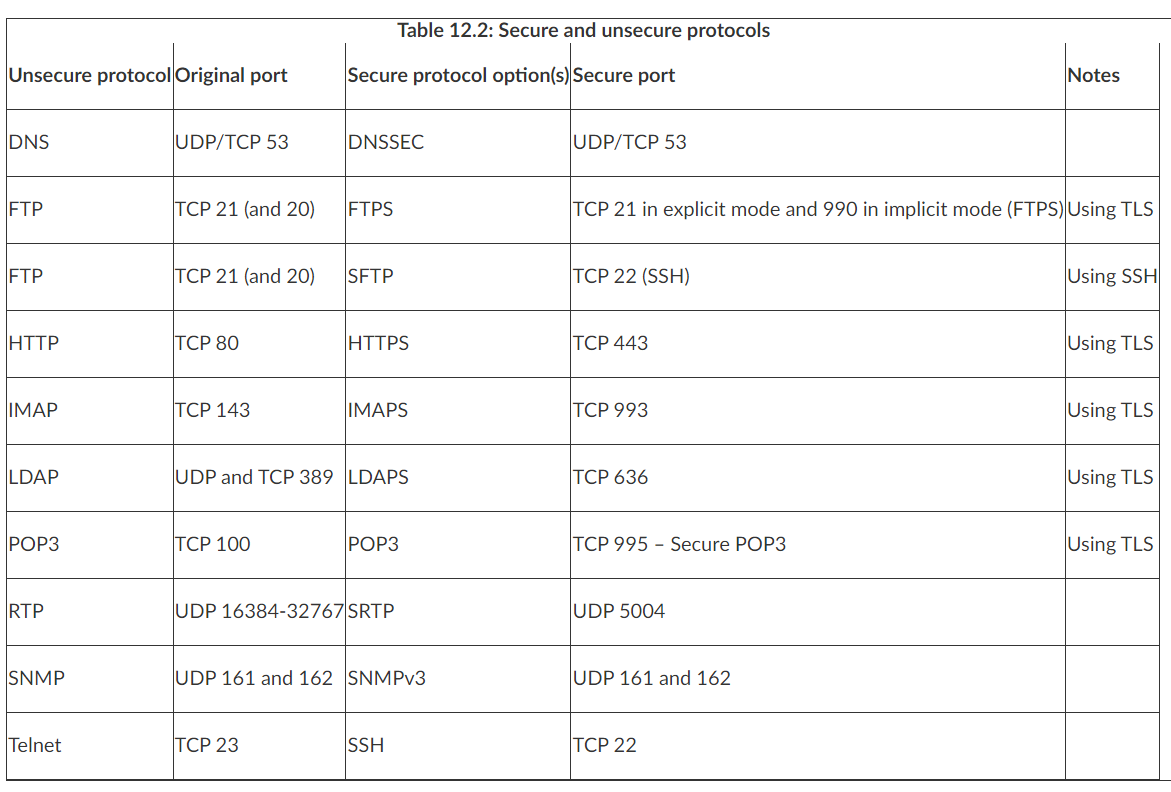 Table 12.2: Secure and unsecure protocols
Unsecure protocol Original port Secure protocol option(s) Secure port Notes
DNS UDP/TCP 53 DNSSEC UDP/TCP 53
FTP TCP 21 (and 20) FTPS TCP 21 in explicit mode and 990 in implicit mode (FTPS) Using TLS
FTP TCP 21 (and 20) SFTP TCP 22 (SSH) Using SSH
HTTP TCP 80 HTTPS TCP 443 Using TLS
IMAP TCP 143 IMAPS TCP 993 Using TLS
LDAP UDP and TCP 389 LDAPS TCP 636 Using TLS
POP3 TCP 100 POP3 TCP 995 – Secure POP3 Using TLS
RTP UDP 16384-32767 SRTP UDP 5004
SNMP UDP 161 and 162 SNMPv3 UDP 161 and 162
Telnet TCP 23 SSH TCP 22